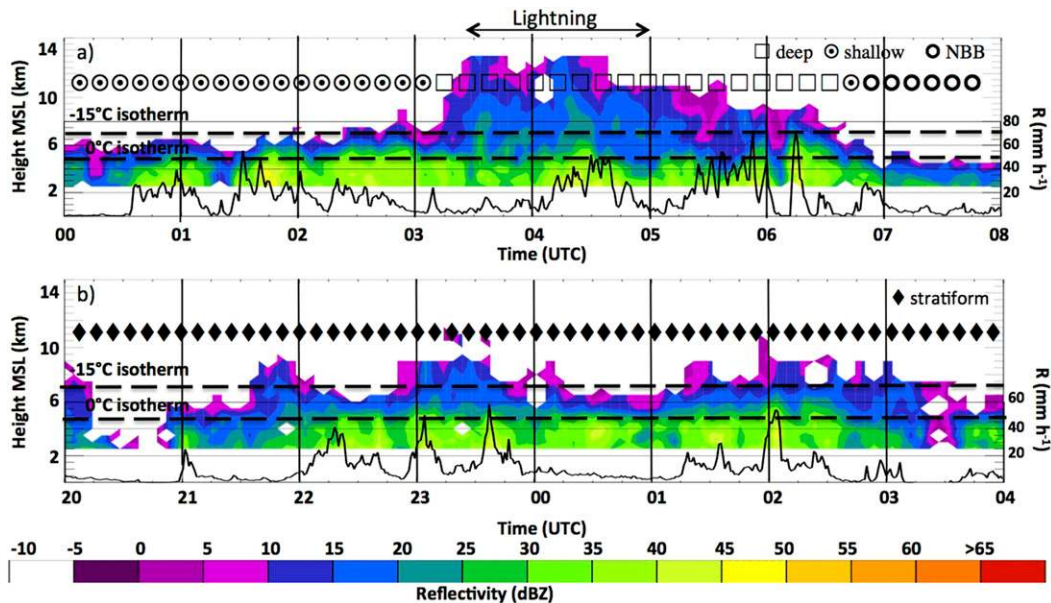 Lightning
a)
deep shallow NBB
14
10
6
2
Height MSL (km)
-15°C isotherm
0°C isotherm
80
60
40
20
R (mm h-1)
00 01 02 03 04 05 06 07 08
Time (UTC)
b)
stratiform
14
10
6
2
Height MSL (km)
-15°C isotherm
0°C isotherm
60
40
20
R (mm h-1)
20 21 22 23 00 01 02 03 04
Time (UTC)
-10 -5 0 5 10 15 20 25 30 35 40 45 50 55 60 >65
Reflectivity (dBZ)